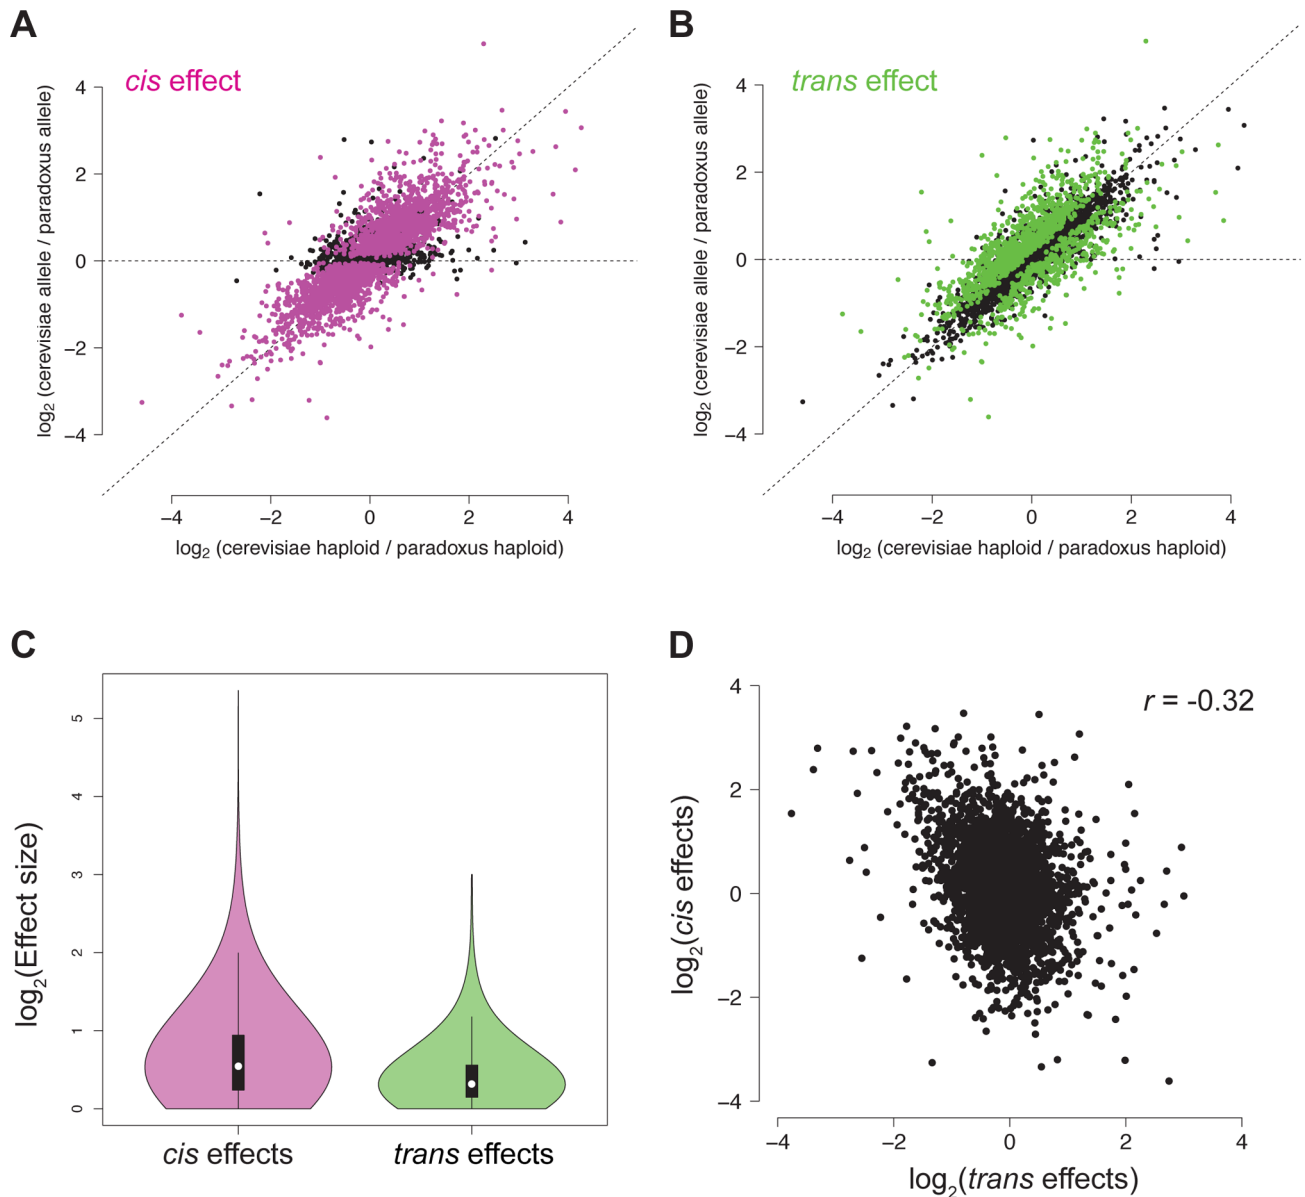 A
cis effect
log2 (cerevisiae allele / paradoxus allele)
4
2
0
−2
−4
−4 −2 0 2 4
log2 (cerevisiae haploid / paradoxus haploid)
B
trans effect
log2 (cerevisiae allele / paradoxus allele)
4
2
0
−2
−4
−4 −2 0 2 4
log2 (cerevisiae haploid / paradoxus haploid)
C
log2(Effect size)
5
4
3
2
1
0
cis effects trans effects
D
r = -0.32
log2(cis effects)
4
2
0
−2
−4
−4 −2 0 2 4
log2(trans effects)